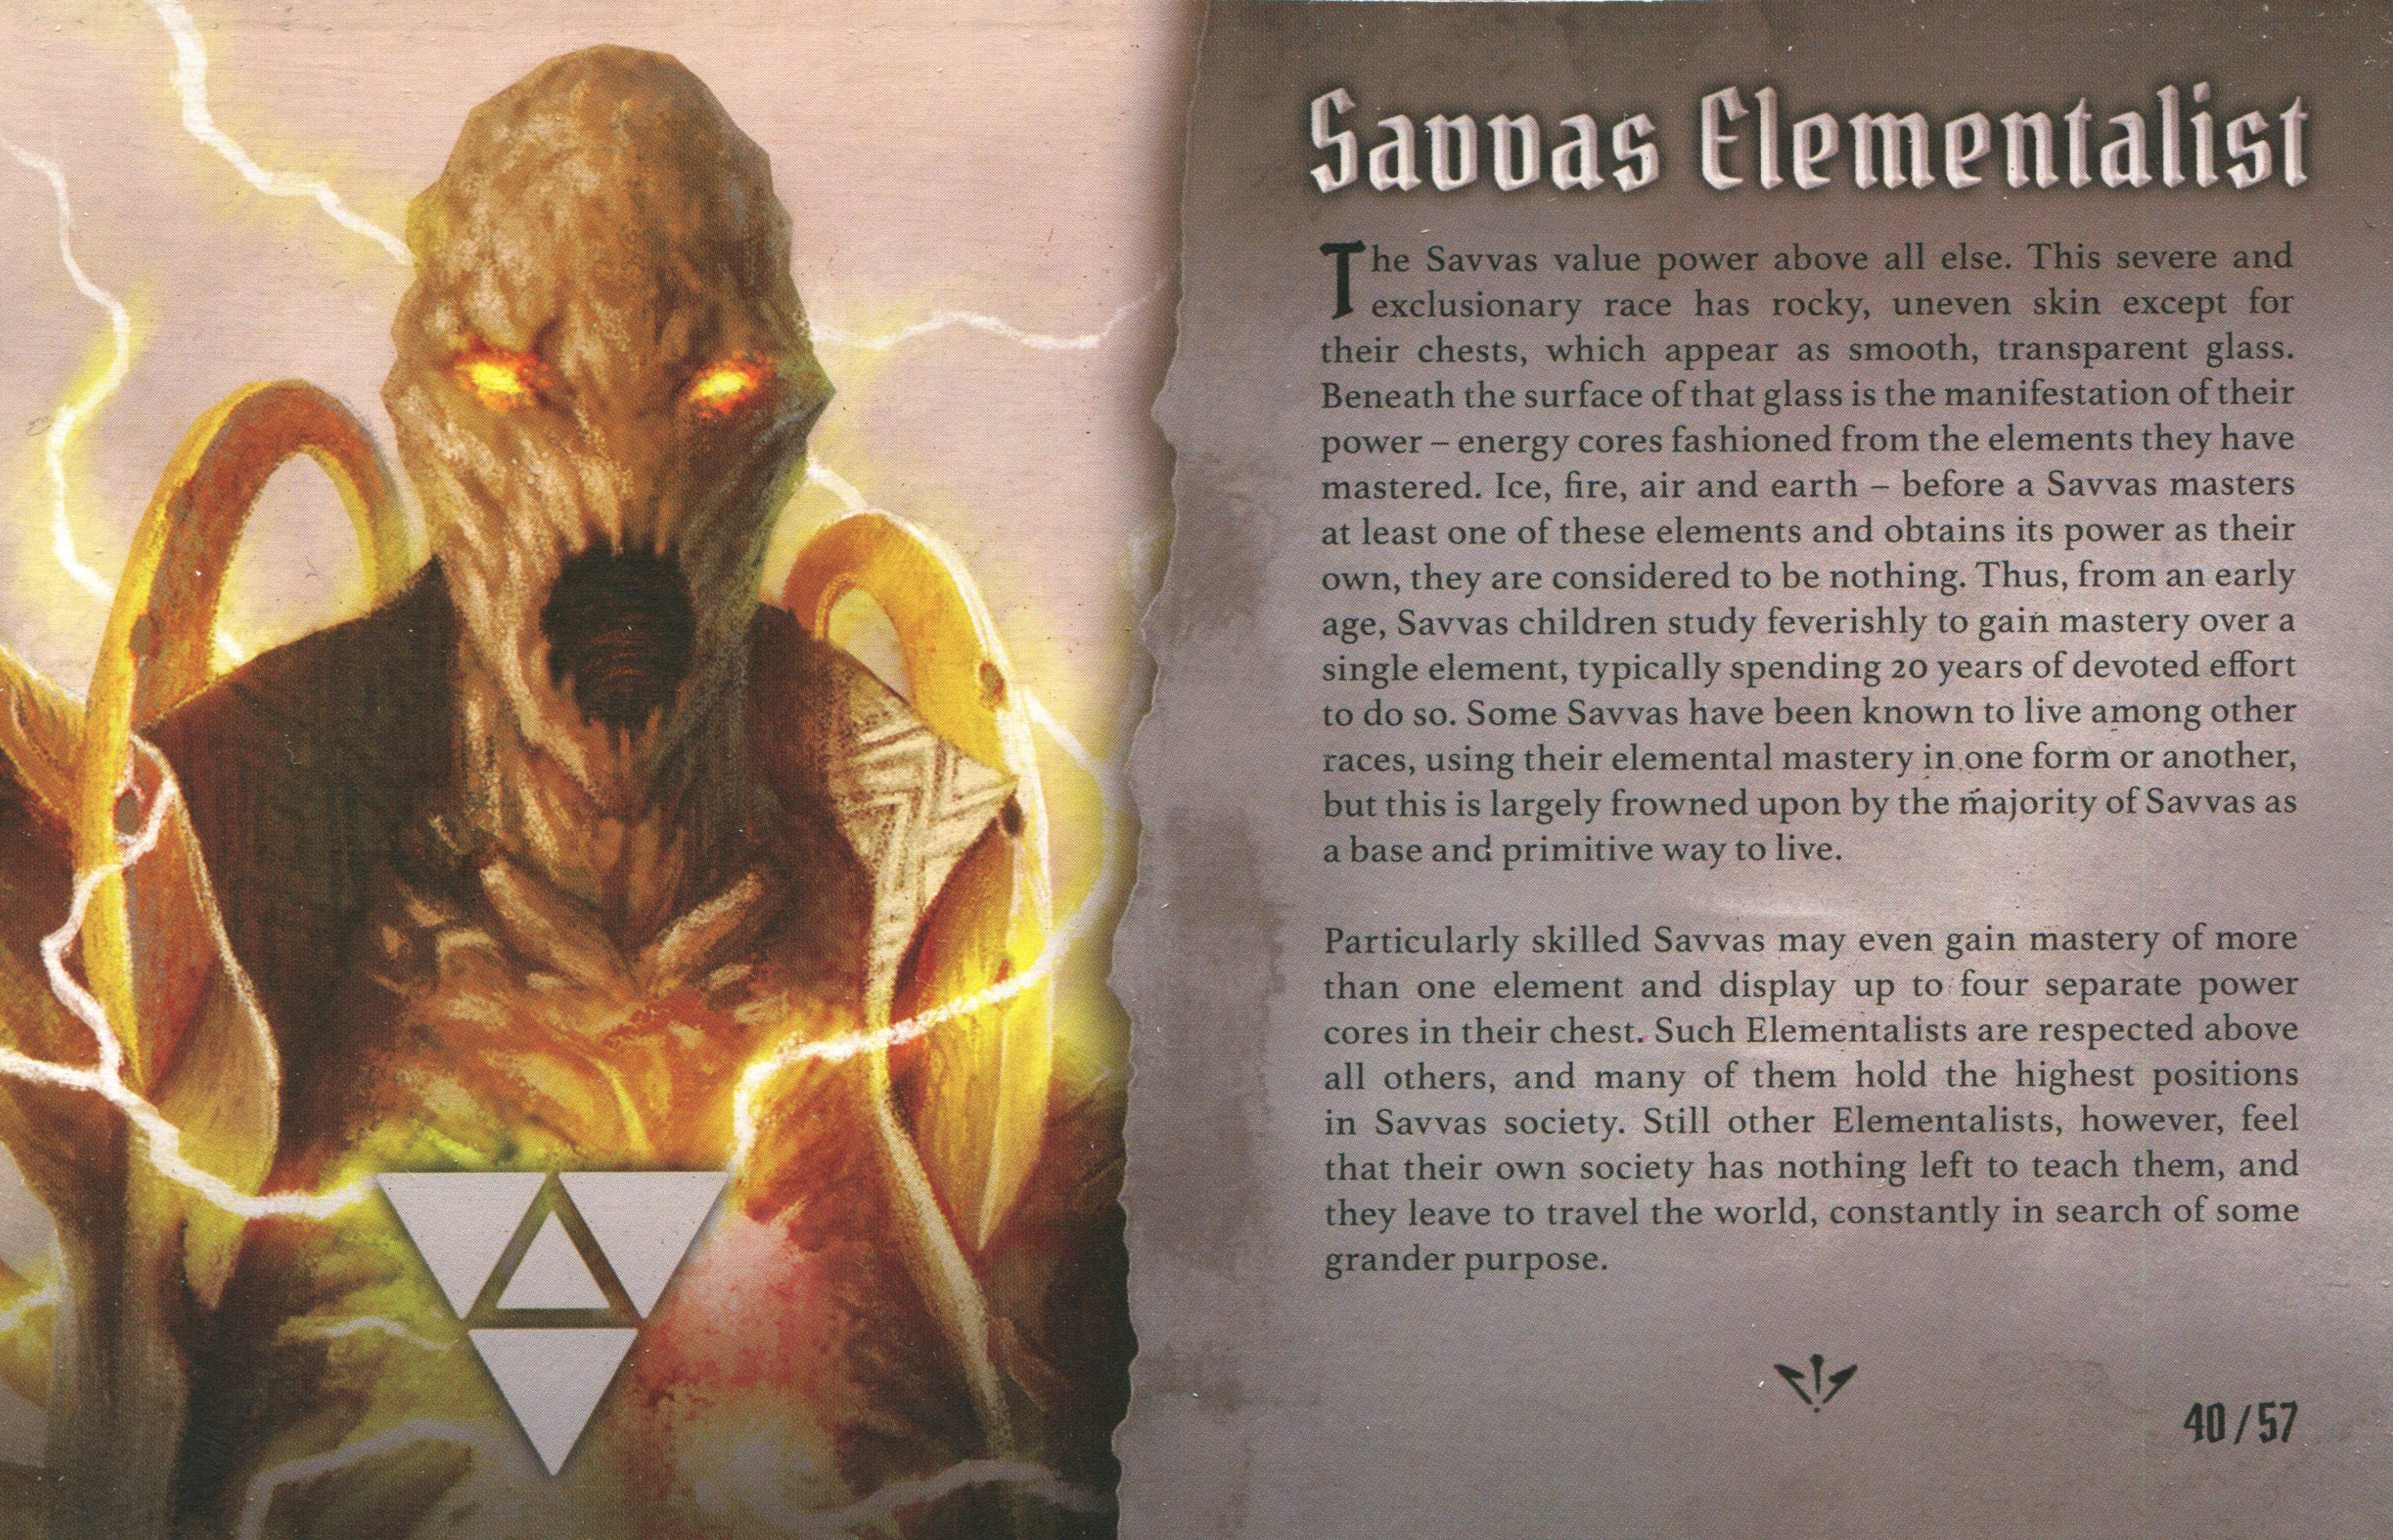 Savvas Elementalist
The Savvas value power above all else. This severe and
exclusionary race has rocky, uneven skin except for
their chests, which appear as smooth, transparent glass.
Beneath the surface of that glass is the manifestation of their
power – energy cores fashioned from the elements they have
mastered. Ice, fire, air and earth – before a Savvas masters
at least one of these elements and obtains its power as their
own, they are considered to be nothing. Thus, from an early
age, Savvas children study feverishly to gain mastery over a
single element, typically spending 20 years of devoted effort
to do so. Some Savvas have been known to live among other
races, using their elemental mastery in one form or another,
but this is largely frowned upon by the majority of Savvas as
a base and primitive way to live.
Particularly skilled Savvas may even gain mastery of more
than one element and display up to four separate power
cores in their chest. Such Elementalists are respected above
all others, and many of them hold the highest positions
in Savvas society. Still other Elementalists, however, feel
that their own society has nothing left to teach them, and
they leave to travel the world, constantly in search of some
grander purpose.
40/57